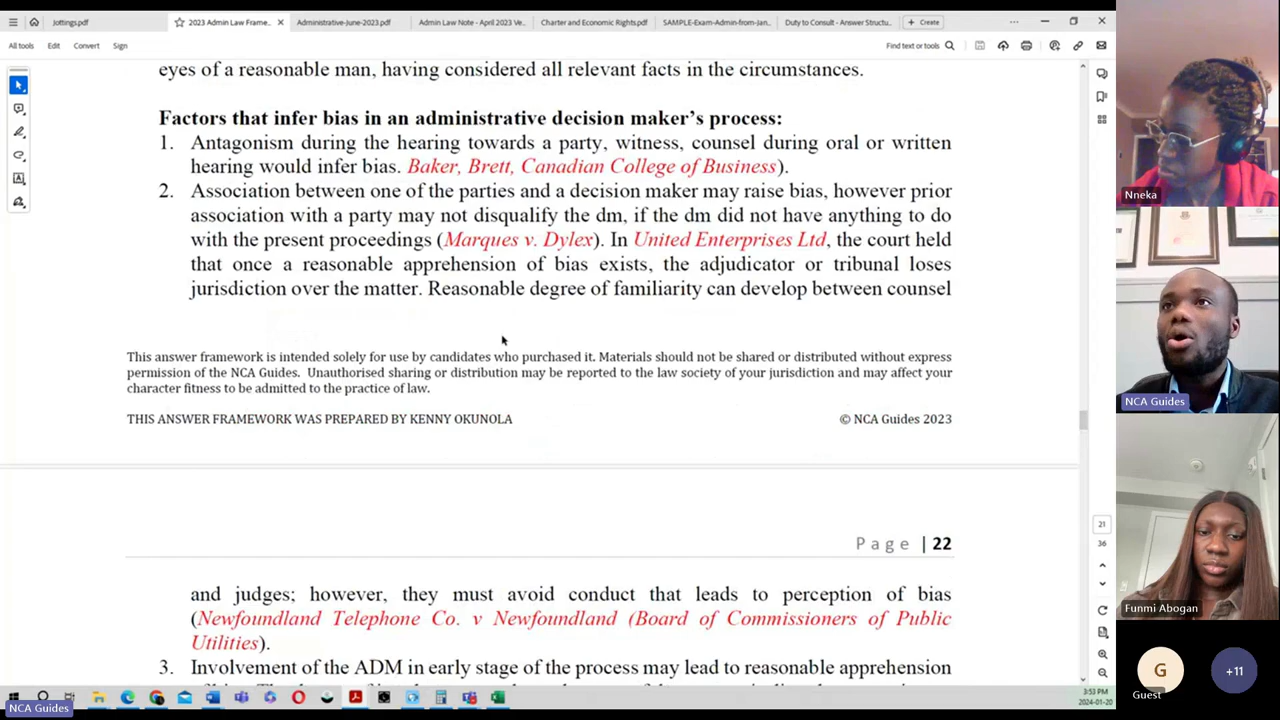 Jottings.pdf
2023 Admin Law Frame...
Administrative-June-2023.pdf
Admin Law Note - April 2023 Ve...
Charter and Economic Rights.pdf
SAMPLE-Exam-Admin-from-Jan...
Duty to Consult - Answer Structu...
Create
All tools Edit Convert Sign
Find text or tools
eyes of a reasonable man, having considered all relevant facts in the circumstances.
Factors that infer bias in an administrative decision maker's process:
1. Antagonism during the hearing towards a party, witness, counsel during oral or written
hearing would infer bias. Baker, Brett, Canadian College of Business).
2. Association between one of the parties and a decision maker may raise bias, however prior
association with a party may not disqualify the dm, if the dm did not have anything to do
with the present proceedings (Marques v. Dylex). In United Enterprises Ltd, the court held
that once a reasonable apprehension of bias exists, the adjudicator or tribunal loses
jurisdiction over the matter. Reasonable degree of familiarity can develop between counsel
This answer framework is intended solely for use by candidates who purchased it. Materials should not be shared or distributed without express
permission of the NCA Guides. Unauthorised sharing or distribution may be reported to the law society of your jurisdiction and may affect your
character fitness to be admitted to the practice of law.
THIS ANSWER FRAMEWORK WAS PREPARED BY KENNY OKUNOLA © NCA Guides 2023
Page | 22
and judges; however, they must avoid conduct that leads to perception of bias
(Newfoundland Telephone Co. v Newfoundland (Board of Commissioners of Public
Utilities).
3. Involvement of the ADM in early stage of the process may lead to reasonable apprehension
21
36
3:53 PM
2024-01-20
NCA Guides
Nneka
NCA Guides
Funmi Abogan
G
Guest
+11